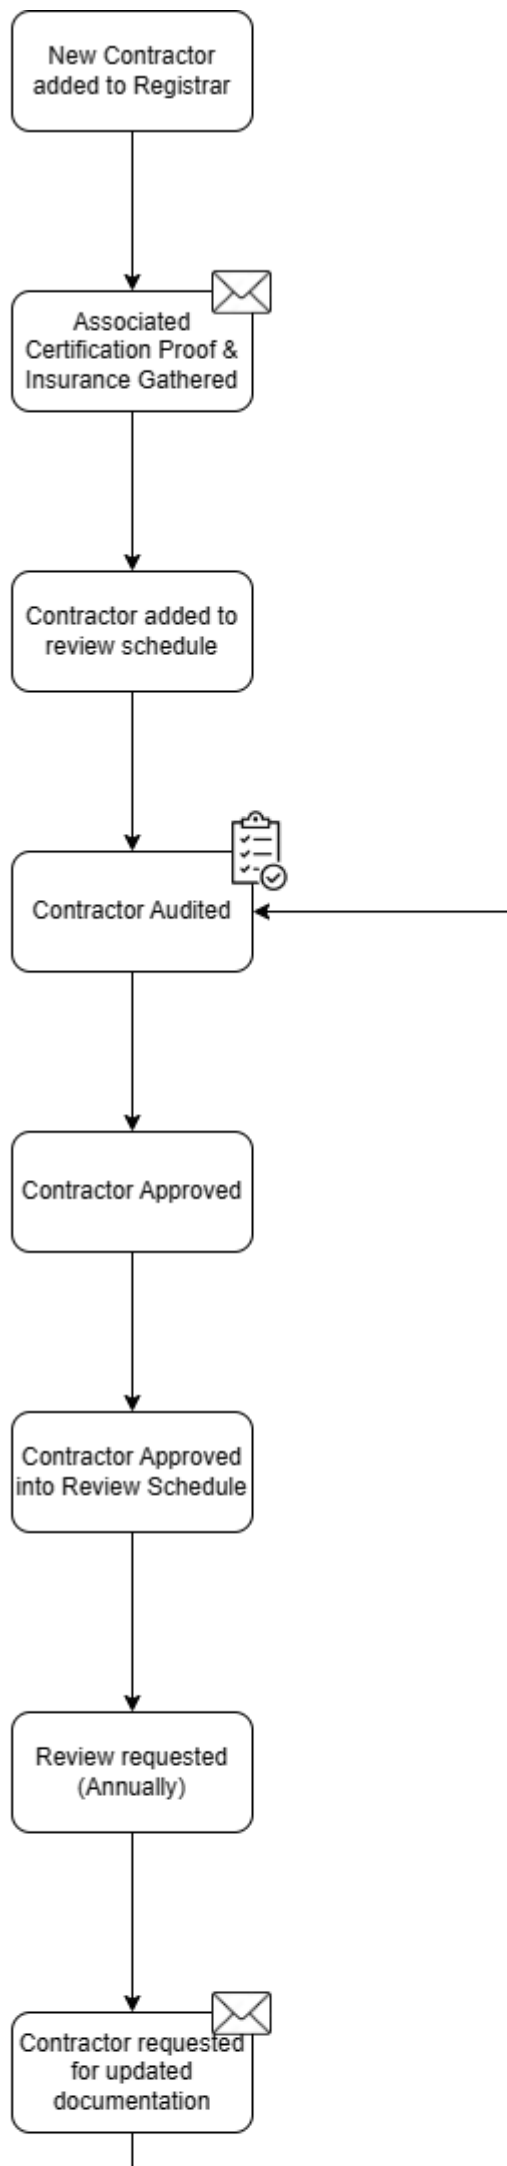 New Contractor
added to Registrar
Associated
Certification Proof &
Insurance Gathered
Contractor added to
review schedule
Contractor Audited
Contractor Approved
Contractor Approved
into Review Schedule
Review requested
(Annually)
Contractor requested
for updated
documentation